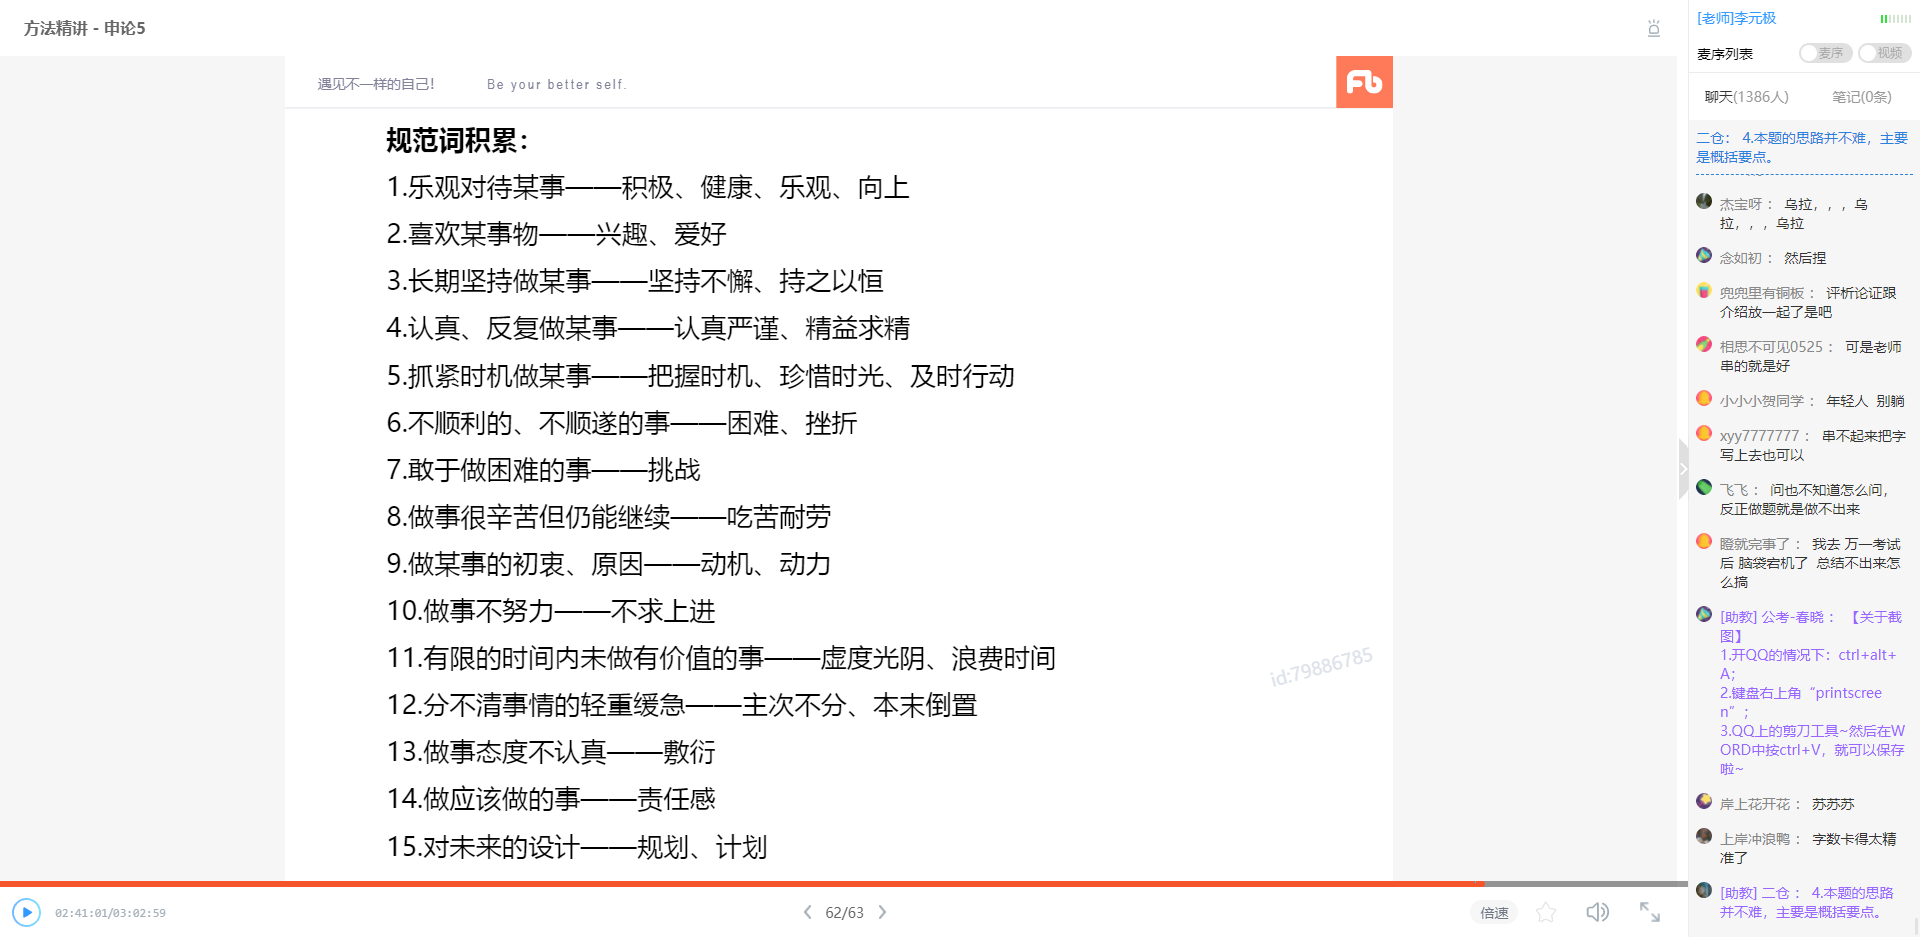 方法精讲 - 申论5
遇见不一样的自己! Be your better self.
Fb
规范词积累：
1.乐观对待某事——积极、健康、乐观、向上
2.喜欢某事物——兴趣、爱好
3.长期坚持做某事——坚持不懈、持之以恒
4.认真、反复做某事——认真严谨、精益求精
5.抓紧时机做某事——把握时机、珍惜时光、及时行动
6.不顺利的、不顺遂的事——困难、挫折
7.敢于做困难的事——挑战
8.做事很辛苦但仍能继续——吃苦耐劳
9.做某事的初衷、原因——动机、动力
10.做事不努力——不求上进
11.有限的时间内未做有价值的事——虚度光阴、浪费时间
12.分不清事情的轻重缓急——主次不分、本末倒置
13.做事态度不认真——敷衍
14.做应该做的事——责任感
15.对未来的设计——规划、计划
id:79886785
02:41:01/03:02:59
62/63
倍速
[老师]李元极
麦序列表 麦序 视频
聊天(1386人) 笔记(0条)
二仓： 4.本题的思路并不难，主要
是概括要点。
杰宝呀： 乌拉，，，乌
拉，，，乌拉
念如初： 然后捏
兜兜里有铜板： 评析论证跟
介绍放一起了是吧
相思不可见0525： 可是老师
串的就是好
小小小贺同学： 年轻人 别躺
xyy7777777： 串不起来把字
写上去也可以
飞飞： 问也不知道怎么问，
反正做题就是做不出来
瞪就完事了： 我去 万一考试
后 脑袋宕机了 总结不出来怎
么搞
[助教] 公考-春晓： 【关于截
图】
1.开QQ的情况下：ctrl+alt+
A；
2.键盘右上角“printscree
n”；
3.QQ上的剪刀工具~然后在W
ORD中按ctrl+V，就可以保存
啦~
岸上花开花： 苏苏苏
上岸冲浪鸭： 字数卡得太精
准了
[助教] 二仓： 4.本题的思路
并不难，主要是概括要点。